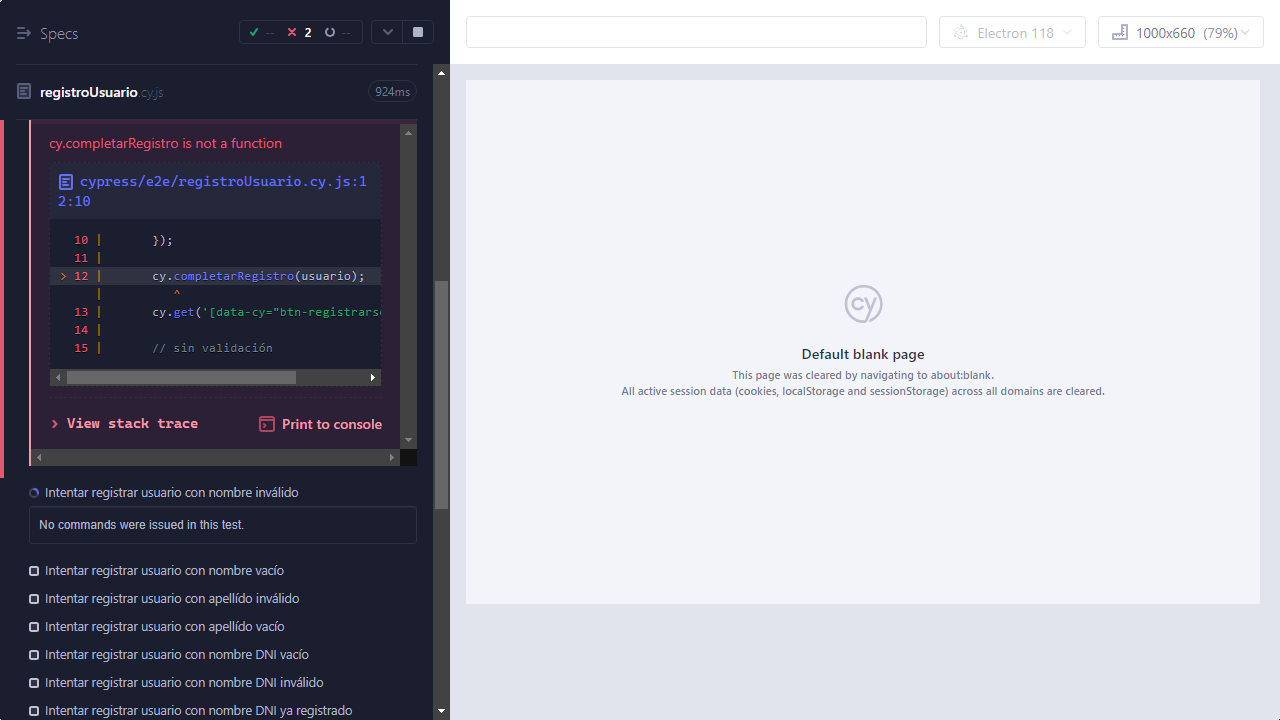 Specs
--
2
--
Electron 118
1000x660 (79%)
registroUsuario.cy.js
924ms
cy.completarRegistro is not a function
cypress/e2e/registroUsuario.cy.js:1
2:10
10 | });
11 |
> 12 | cy.completarRegistro(usuario);
| ^
13 | cy.get('[data-cy="btn-registrars
14 |
15 | // sin validación
View stack trace
Print to console
Intentar registrar usuario con nombre inválido
No commands were issued in this test.
Intentar registrar usuario con nombre vacío
Intentar registrar usuario con apellído inválido
Intentar registrar usuario con apellído vacío
Intentar registrar usuario con nombre DNI vacío
Intentar registrar usuario con nombre DNI inválido
Intentar registrar usuario con nombre DNI ya registrado
cy
Default blank page
This page was cleared by navigating to about:blank.
All active session data (cookies, localStorage and sessionStorage) across all domains are cleared.